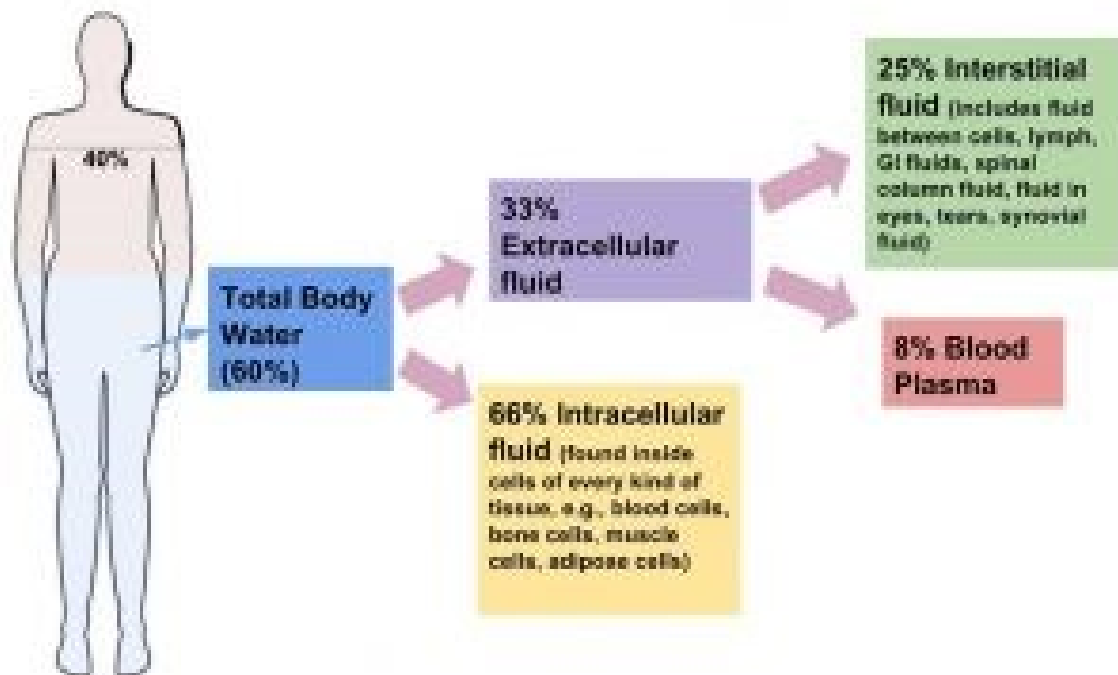 40%
Total Body
Water
(60%)
33%
Extracellular
fluid
66% Intracellular
fluid (found inside
cells of every kind of
tissue, e.g., blood cells,
bone cells, muscle
cells, adipose cells)
25% Interstitial
fluid (includes fluid
between cells, lymph,
GI fluids, spinal
column fluid, fluid in
eyes, tears, synovial
fluid)
8% Blood
Plasma